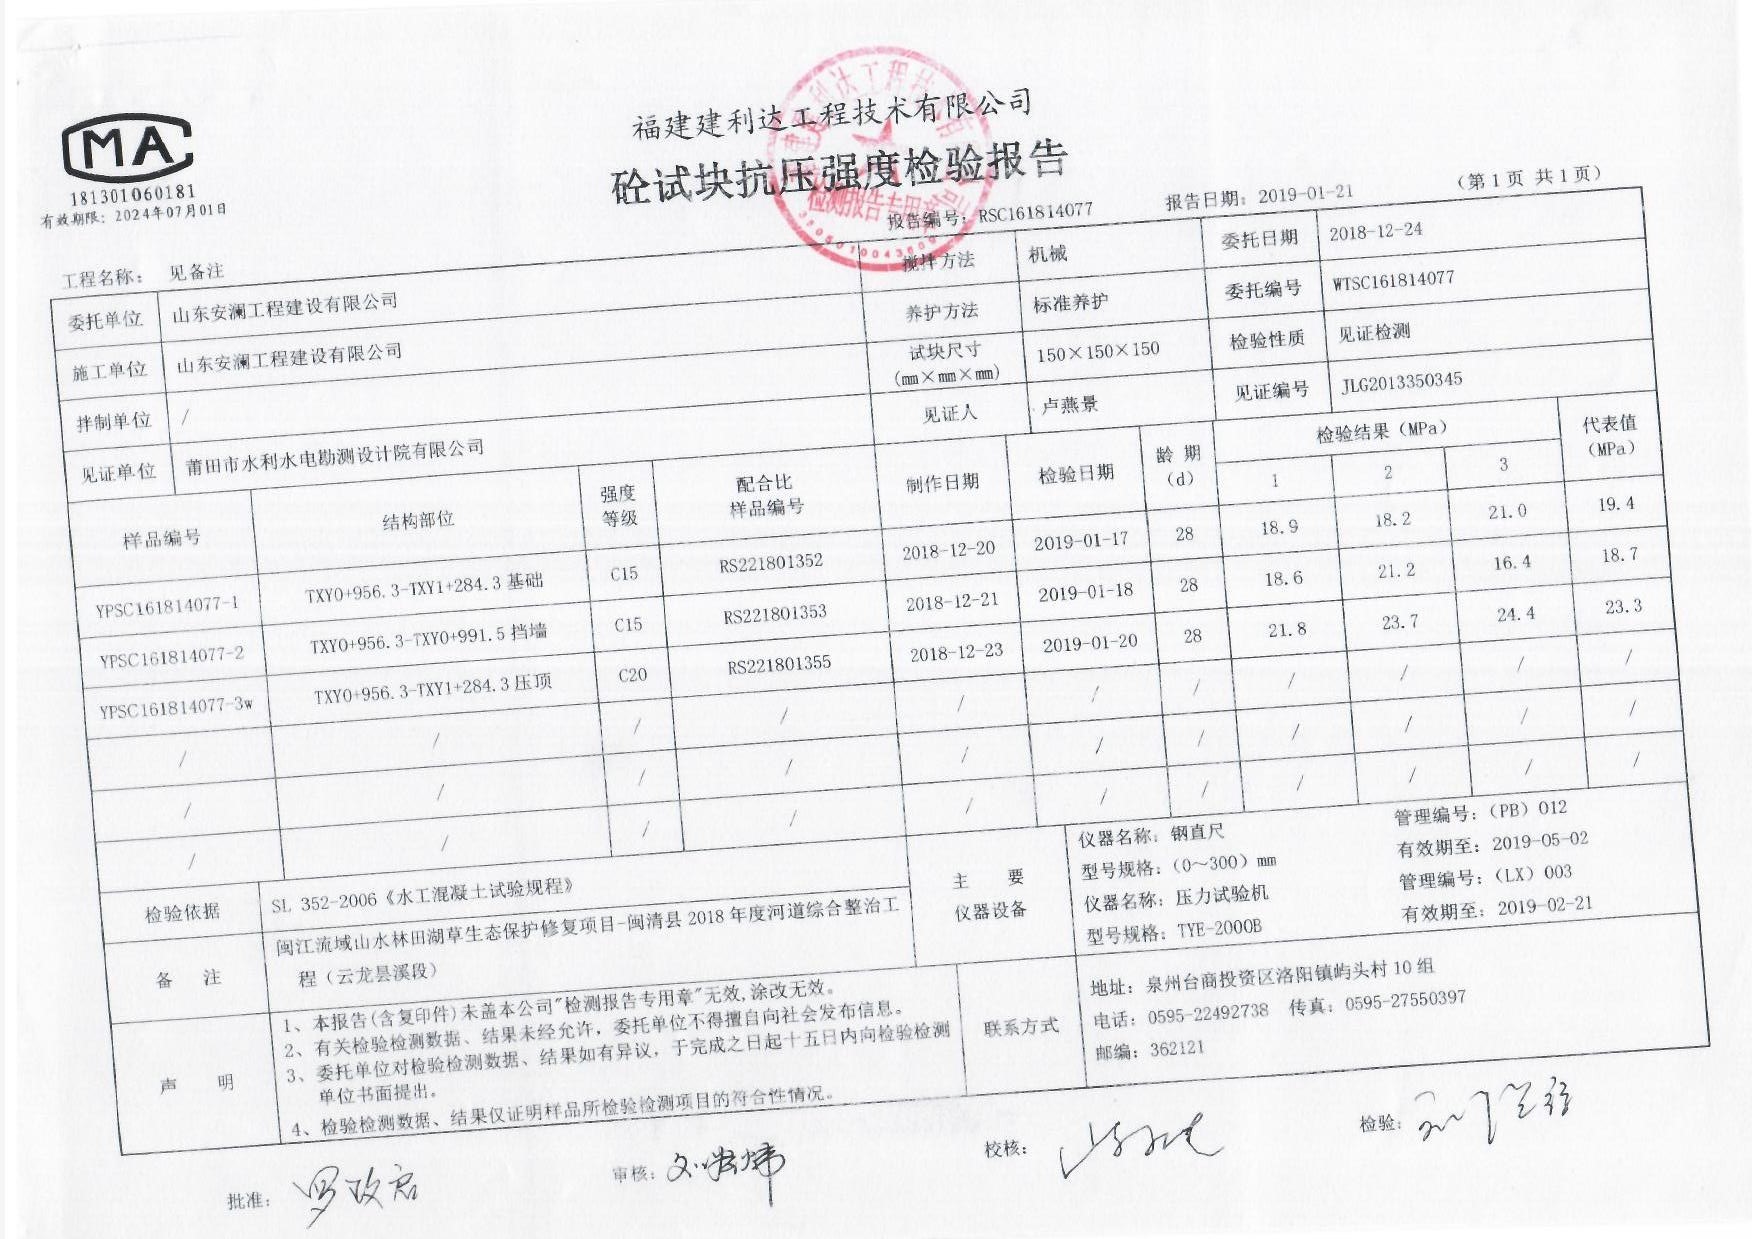 福建建利达工程技术有限公司
砼试块抗压强度检验报告
MA
181301060181
有效期限：2024年07月01日
报告编号：RSC161814077
报告日期：2019-01-21
（第 1 页 共 1 页）
检测报告专用章
工程名称： 见备注
委托单位 山东安澜工程建设有限公司 搅拌方法 机械 委托日期 2018-12-24
施工单位 山东安澜工程建设有限公司 养护方法 标准养护 委托编号 WTSC161814077
拌制单位 / 试块尺寸 (mm×mm×mm) 150×150×150 检验性质 见证检测
见证单位 莆田市水利水电勘测设计院有限公司 见证人 卢燕景 见证编号 JLG2013350345
样品编号 结构部位 强度等级 配合比样品编号 制作日期 检验日期 龄 期 (d) 检验结果（MPa） 代表值 (MPa)
1 2 3
YPSC161814077-1 TXY0+956.3-TXY1+284.3 基础 C15 RS221801352 2018-12-20 2019-01-17 28 18.9 18.2 21.0 19.4
YPSC161814077-2 TXY0+956.3-TXY0+991.5 挡墙 C15 RS221801353 2018-12-21 2019-01-18 28 18.6 21.2 16.4 18.7
YPSC161814077-3w TXY0+956.3-TXY1+284.3 压顶 C20 RS221801355 2018-12-23 2019-01-20 28 21.8 23.7 24.4 23.3
/ / / / / / / / / / /
/ / / / / / / / / / /
/ / / / / / / / / / /
检验依据 SL 352-2006《水工混凝土试验规程》
备 注 闽江流域山水林田湖草生态保护修复项目-闽清县 2018 年度河道综合整治工
程（云龙昙溪段）
主 要
仪器设备
仪器名称：钢直尺 管理编号：（PB）012
型号规格：（0～300）mm 有效期至：2019-05-02
仪器名称：压力试验机 管理编号：（LX）003
型号规格：TYE-2000B 有效期至：2019-02-21
声 明
1、本报告(含复印件)未盖本公司"检测报告专用章"无效,涂改无效。
2、有关检验检测数据、结果未经允许，委托单位不得擅自向社会发布信息。
3、委托单位对检验检测数据、结果如有异议，于完成之日起十五日内向检验检测
单位书面提出。
4、检验检测数据、结果仅证明样品所检验检测项目的符合性情况。
联系方式
地址：泉州台商投资区洛阳镇屿头村 10 组
电话：0595-22492738 传真：0595-27550397
邮编：362121
批准：
审核：
校核：
检验：